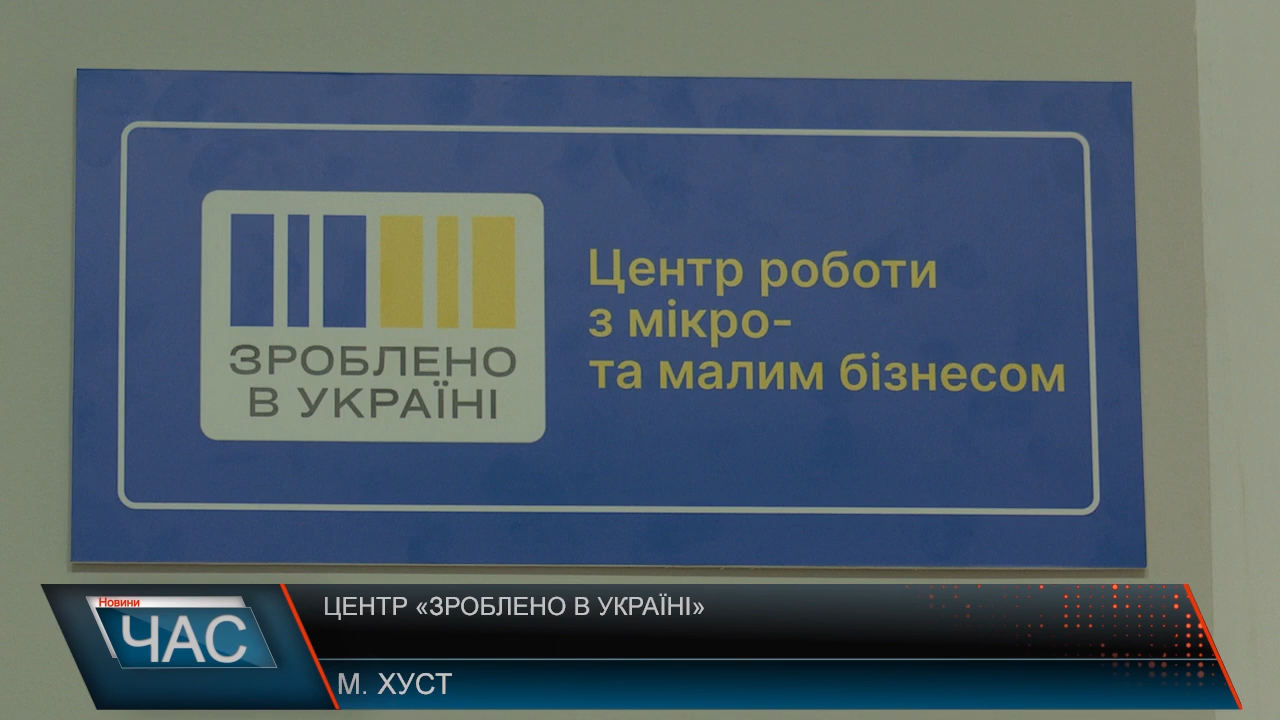 ЗРОБЛЕНО
В УКРАЇНІ
Центр роботи
з мікро-
та малим бізнесом
Новини
ЧАС
ЦЕНТР «ЗРОБЛЕНО В УКРАЇНІ»
М. ХУСТ